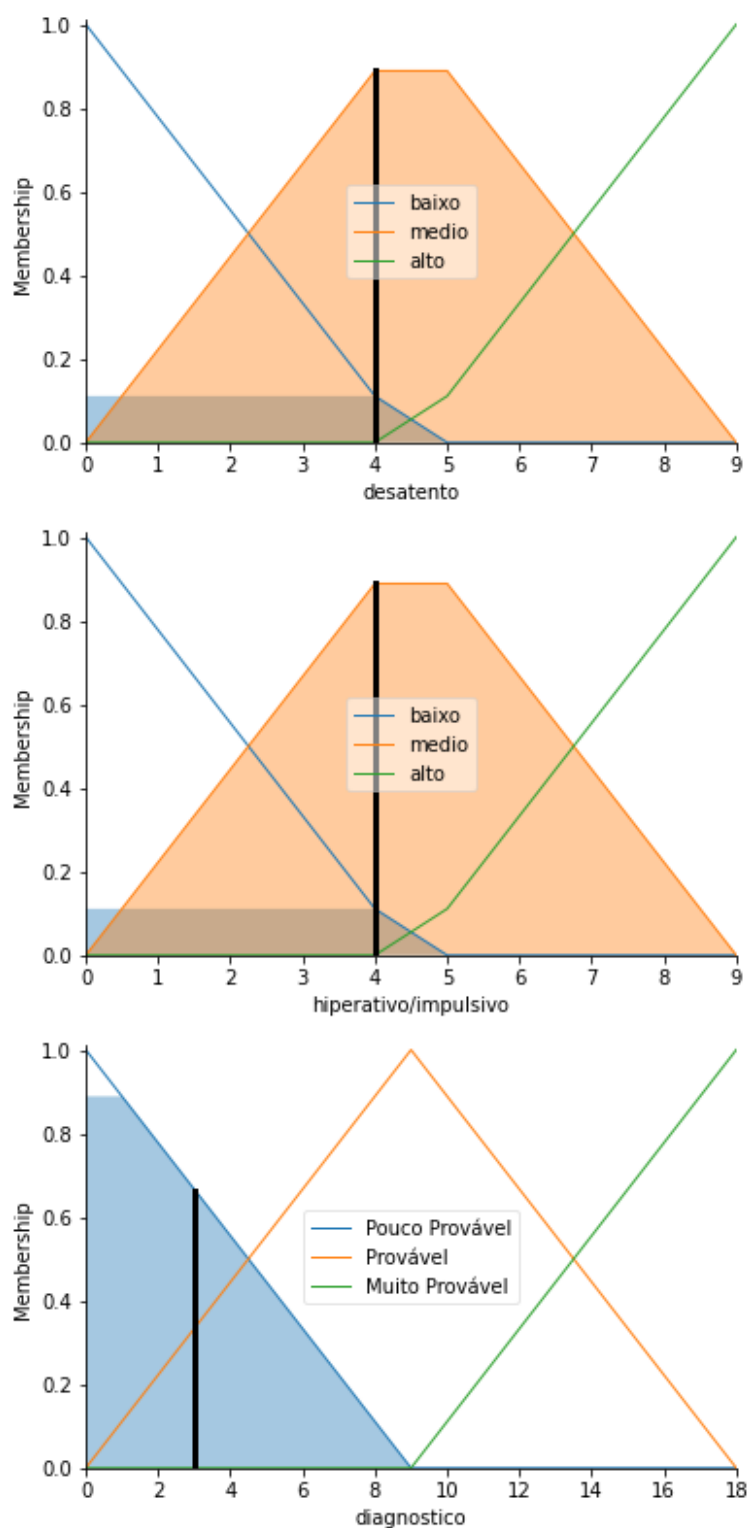 1.0
0.8
0.6
0.4
0.2
0.0
Membership
baixo
medio
alto
0 1 2 3 4 5 6 7 8 9
desatento
1.0
0.8
0.6
0.4
0.2
0.0
Membership
baixo
medio
alto
0 1 2 3 4 5 6 7 8 9
hiperativo/impulsivo
1.0
0.8
0.6
0.4
0.2
0.0
Membership
Pouco Provável
Provável
Muito Provável
0 2 4 6 8 10 12 14 16 18
diagnostico